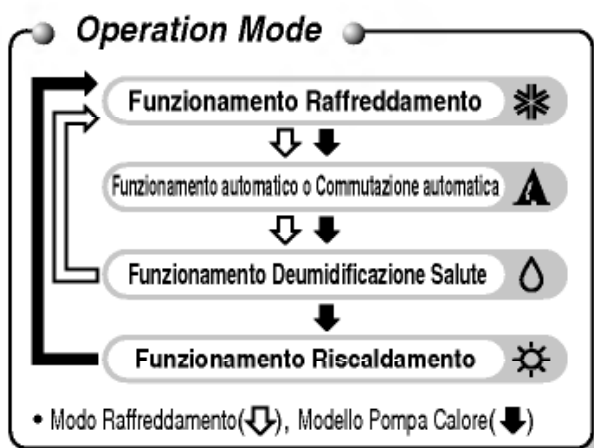 Operation Mode
Funzionamento Raffreddamento
Funzionamento automatico o Commutazione automatica
Funzionamento Deumidificazione Salute
Funzionamento Riscaldamento
• Modo Raffreddamento(⇩), Modello Pompa Calore(⬇)